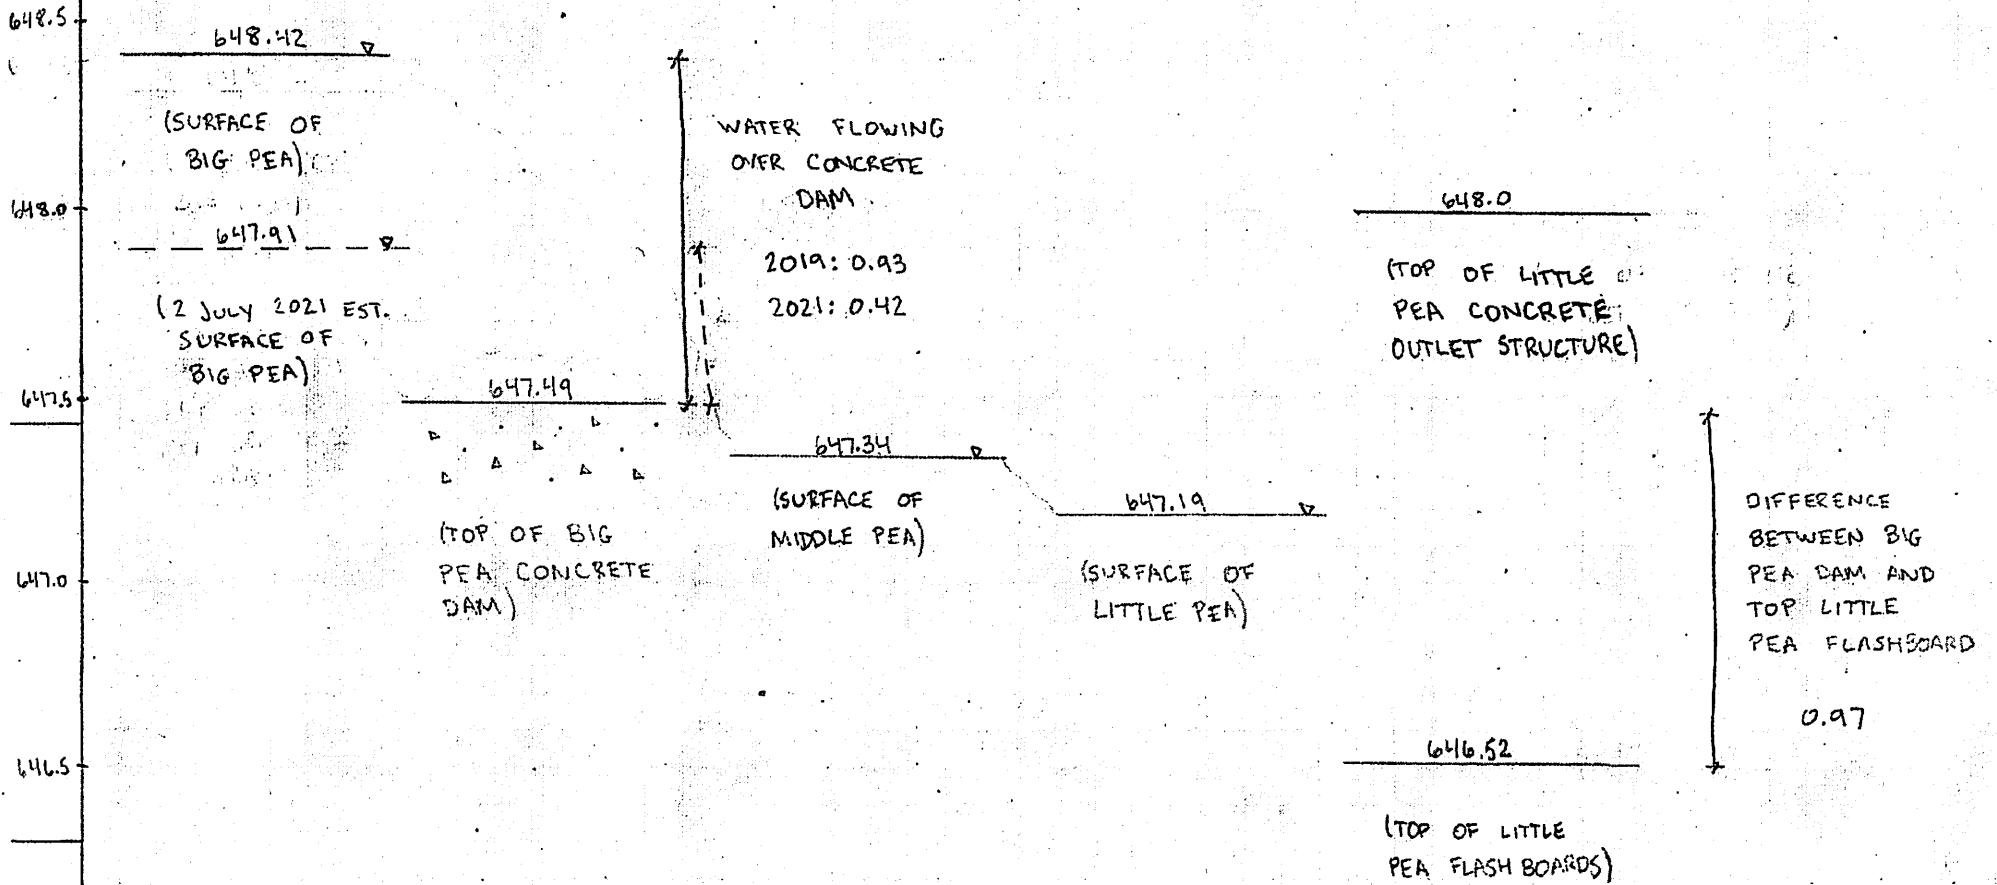 648.5
648.42
(SURFACE OF
BIG PEA)
648.0
647.91
(2 JULY 2021 EST.
SURFACE OF
BIG PEA)
647.5
647.49
(TOP OF BIG
PEA CONCRETE
DAM)
647.0
646.5
WATER FLOWING
OVER CONCRETE
DAM
2019: 0.93
2021: 0.42
647.34
(SURFACE OF
MIDDLE PEA)
647.19
(SURFACE OF
LITTLE PEA)
648.0
(TOP OF LITTLE
PEA CONCRETE
OUTLET STRUCTURE)
646.52
(TOP OF LITTLE
PEA FLASH BOARDS)
DIFFERENCE
BETWEEN BIG
PEA DAM AND
TOP LITTLE
PEA FLASHBOARD
0.97